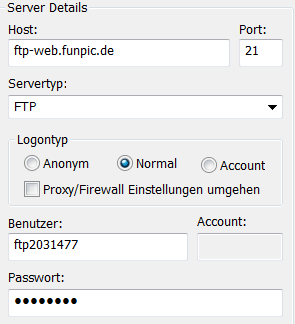 Server Details
Host: Port:
ftp-web.funpic.de 21
Servertyp:
FTP
Logontyp
Anonym Normal Account
Proxy/Firewall Einstellungen umgehen
Benutzer: Account:
ftp2031477
Passwort:
●●●●●●●●